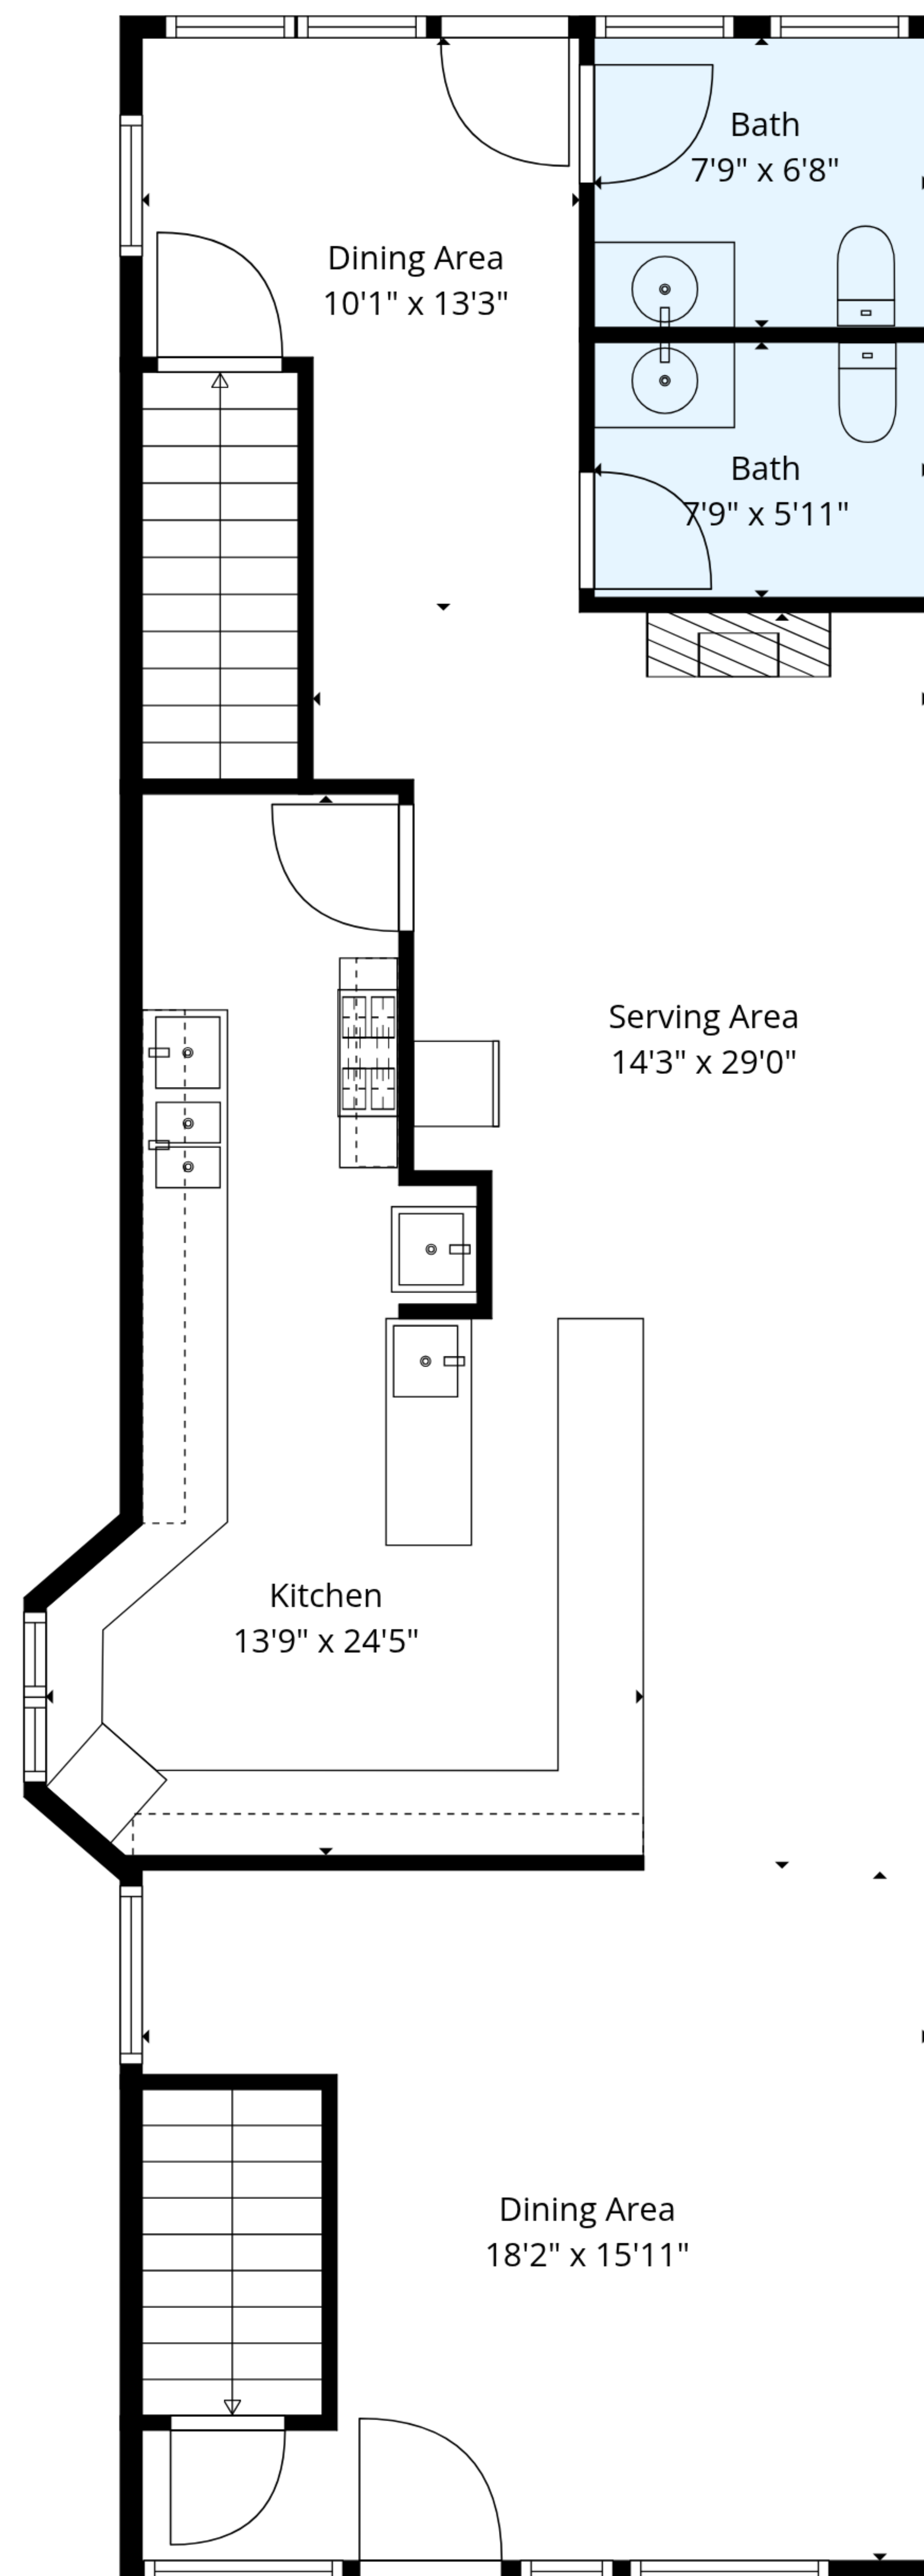 Bath
7'9" x 6'8"
Dining Area
10'1" x 13'3"
Bath
7'9" x 5'11"
Serving Area
14'3" x 29'0"
Kitchen
13'9" x 24'5"
Dining Area
18'2" x 15'11"